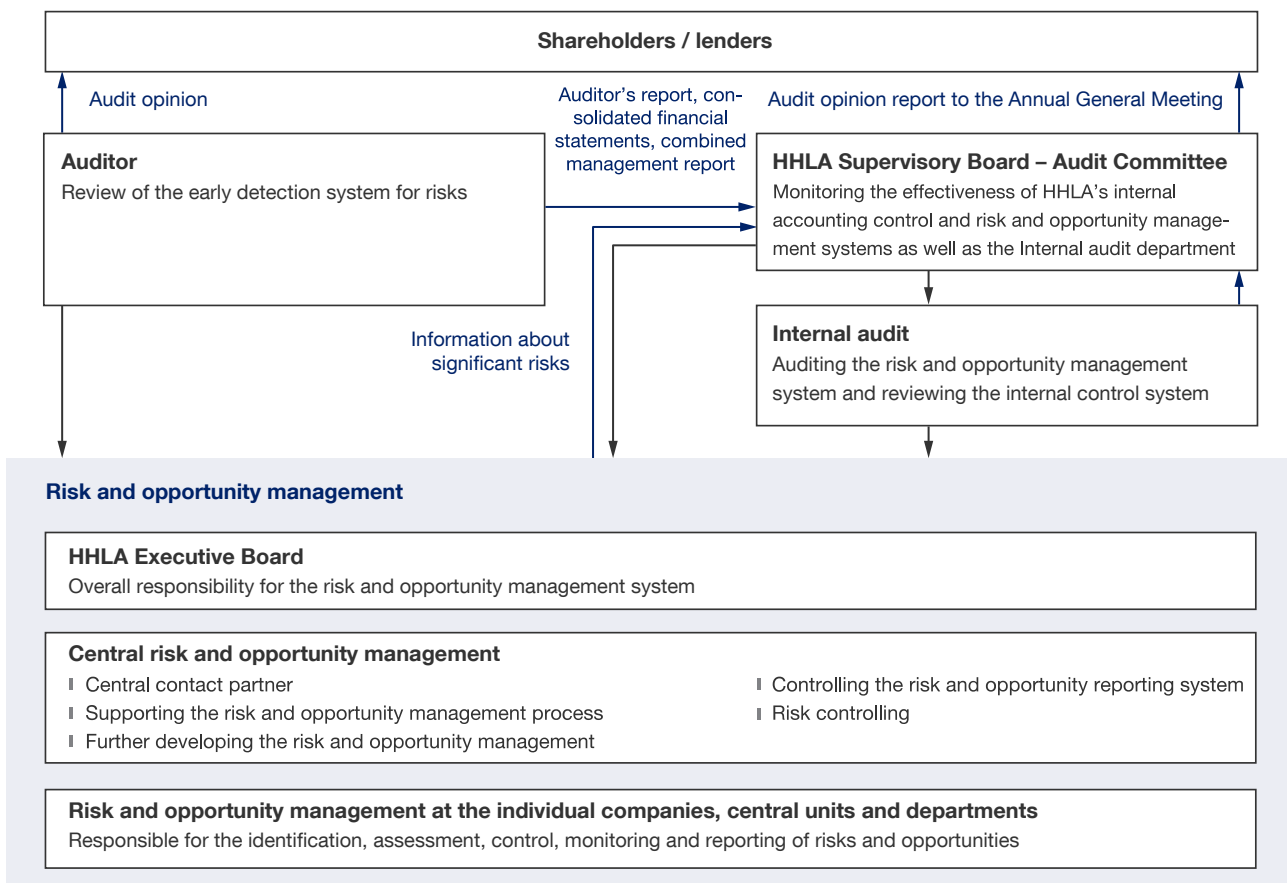 Shareholders / lenders
Audit opinion
Auditor’s report, con-
solidated financial
statements, combined
management report
Audit opinion report to the Annual General Meeting
Auditor
Review of the early detection system for risks
HHLA Supervisory Board – Audit Committee
Monitoring the effectiveness of HHLA’s internal
accounting control and risk and opportunity manage-
ment systems as well as the Internal audit department
Information about
significant risks
Internal audit
Auditing the risk and opportunity management
system and reviewing the internal control system
Risk and opportunity management
HHLA Executive Board
Overall responsibility for the risk and opportunity management system
Central risk and opportunity management
Central contact partner
Supporting the risk and opportunity management process
Further developing the risk and opportunity management
Controlling the risk and opportunity reporting system
Risk controlling
Risk and opportunity management at the individual companies, central units and departments
Responsible for the identification, assessment, control, monitoring and reporting of risks and opportunities